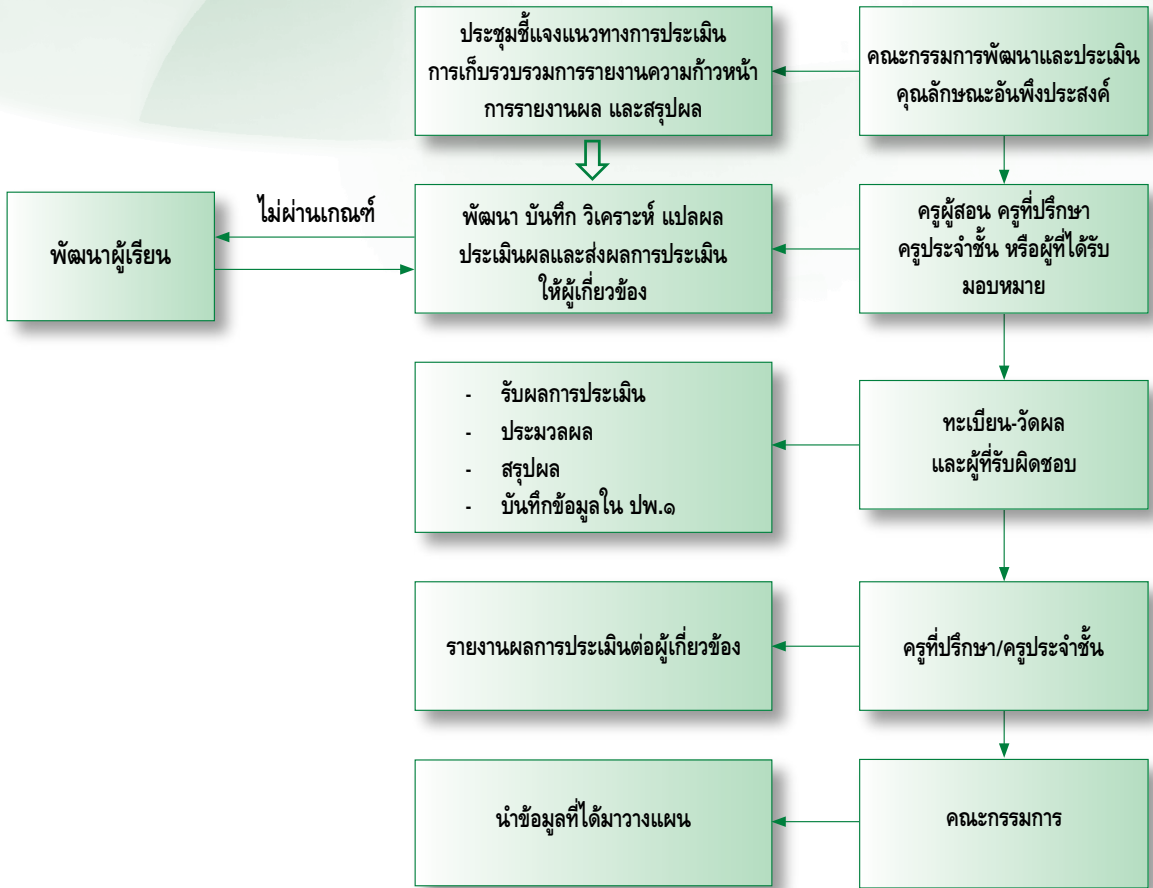 ประชุมชี้แจงแนวทางการประเมิน
การเก็บรวบรวมการรายงานความก้าวหน้า
การรายงานผล และสรุปผล
คณะกรรมการพัฒนาและประเมิน
คุณลักษณะอันพึงประสงค์
พัฒนาผู้เรียน
ไม่ผ่านเกณฑ์
พัฒนา บันทึก วิเคราะห์ แปลผล
ประเมินผลและส่งผลการประเมิน
ให้ผู้เกี่ยวข้อง
ครูผู้สอน ครูที่ปรึกษา
ครูประจำชั้น หรือผู้ที่ได้รับ
มอบหมาย
- รับผลการประเมิน
- ประมวลผล
- สรุปผล
- บันทึกข้อมูลใน ปพ.๑
ทะเบียน-วัดผล
และผู้ที่รับผิดชอบ
รายงานผลการประเมินต่อผู้เกี่ยวข้อง
ครูที่ปรึกษา/ครูประจำชั้น
นำข้อมูลที่ได้มาวางแผน
คณะกรรมการ